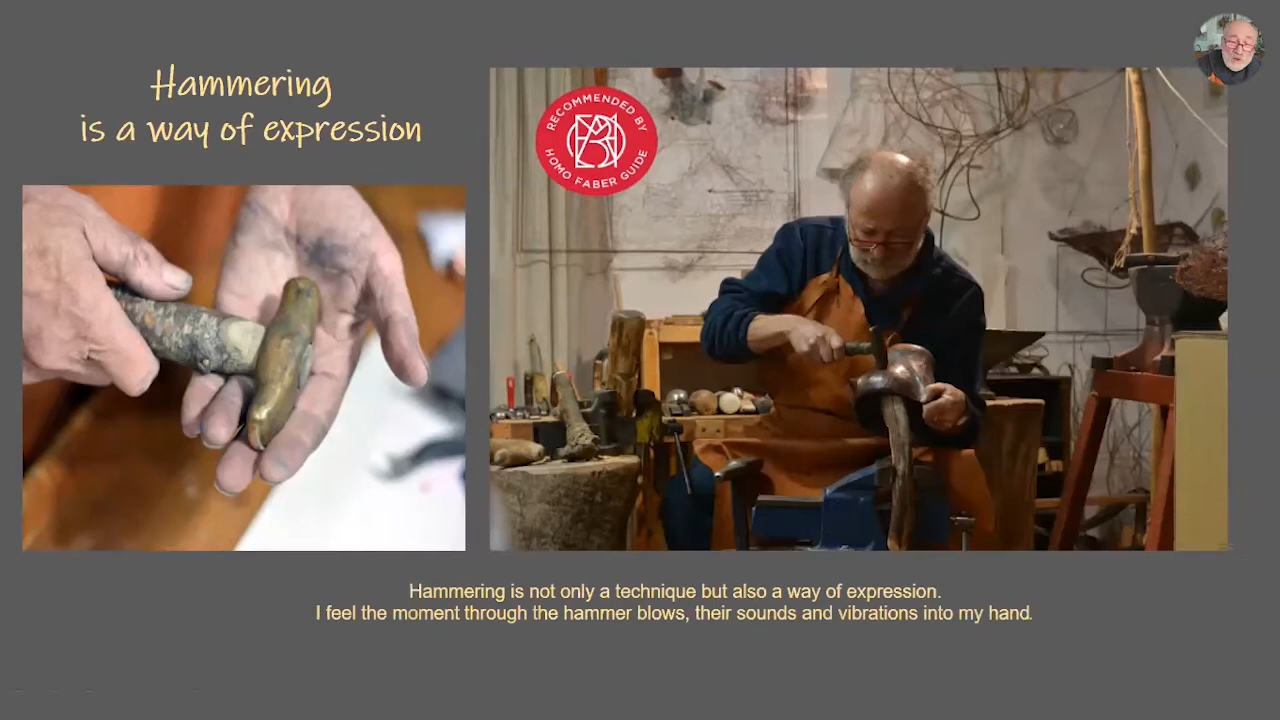 Hammering
is a way of expression
RECOMMENDED BY
HOMO FABER GUIDE
Hammering is not only a technique but also a way of expression.
I feel the moment through the hammer blows, their sounds and vibrations into my hand.